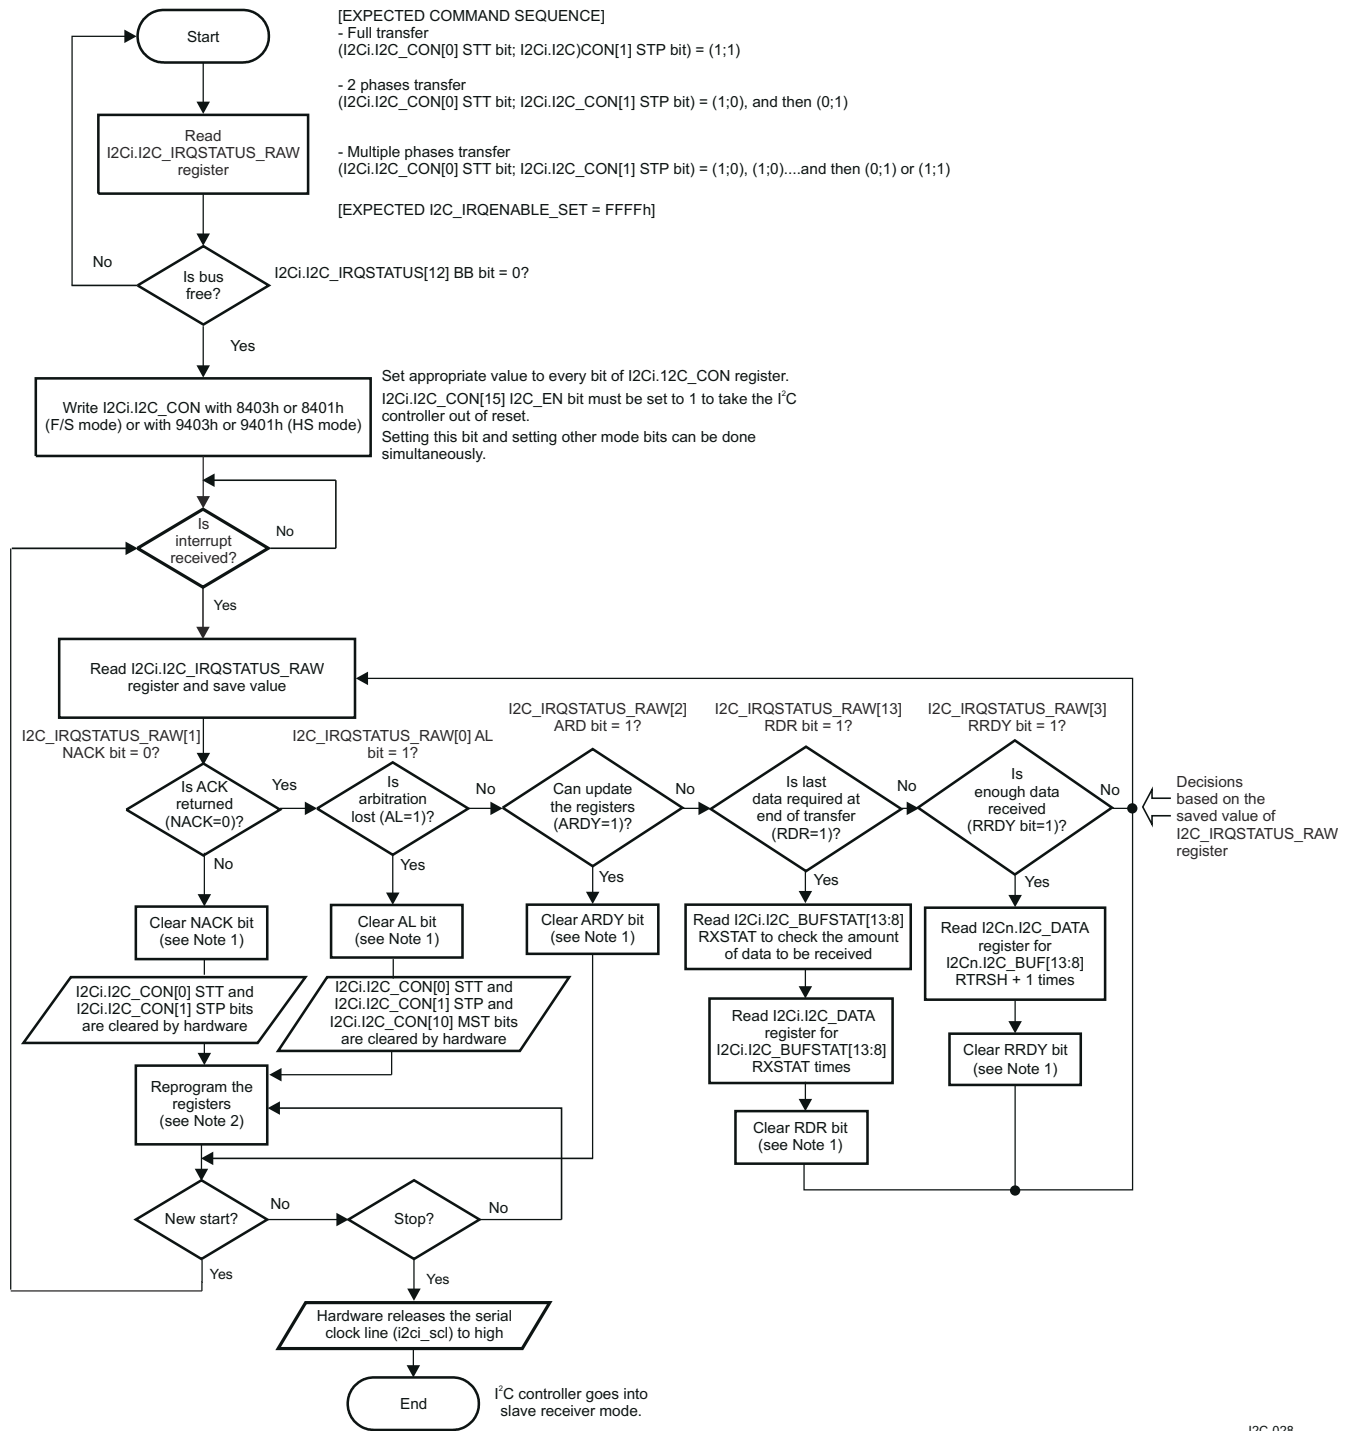 Start
[EXPECTED COMMAND SEQUENCE]
- Full transfer
(I2Ci.I2C_CON[0] STT bit; I2Ci.I2C)CON[1] STP bit) = (1;1)
- 2 phases transfer
(I2Ci.I2C_CON[0] STT bit; I2Ci.I2C_CON[1] STP bit) = (1;0), and then (0;1)
- Multiple phases transfer
(I2Ci.I2C_CON[0] STT bit; I2Ci.I2C_CON[1] STP bit) = (1;0), (1;0)....and then (0;1) or (1;1)
[EXPECTED I2C_IRQENABLE_SET = FFFFh]
Read
I2Ci.I2C_IRQSTATUS_RAW
register
No
Is bus
free?
I2Ci.I2C_IRQSTATUS[12] BB bit = 0?
Yes
Write I2Ci.I2C_CON with 8403h or 8401h
(F/S mode) or with 9403h or 9401h (HS mode)
Set appropriate value to every bit of I2Ci.12C_CON register.
I2Ci.I2C_CON[15] I2C_EN bit must be set to 1 to take the I²C
controller out of reset.
Setting this bit and setting other mode bits can be done
simultaneously.
Is
interrupt
received?
No
Yes
Read I2Ci.I2C_IRQSTATUS_RAW
register and save value
I2C_IRQSTATUS_RAW[1]
NACK bit = 0?
I2C_IRQSTATUS_RAW[0] AL
bit = 1?
I2C_IRQSTATUS_RAW[2]
ARD bit = 1?
I2C_IRQSTATUS_RAW[13]
RDR bit = 1?
I2C_IRQSTATUS_RAW[3]
RRDY bit = 1?
Is ACK
returned
(NACK=0)?
Yes
No
Is
arbitration
lost (AL=1)?
No
Yes
Can update
the registers
(ARDY=1)?
No
Yes
Is last
data required at
end of transfer
(RDR=1)?
No
Yes
Is
enough data
received
(RRDY bit=1)?
No
Yes
Decisions
based on the
saved value of
I2C_IRQSTATUS_RAW
register
Clear NACK bit
(see Note 1)
Clear AL bit
(see Note 1)
Clear ARDY bit
(see Note 1)
Read I2Ci.I2C_BUFSTAT[13:8]
RXSTAT to check the amount
of data to be received
Read I2Cn.I2C_DATA
register for
I2Cn.I2C_BUF[13:8]
RTRSH + 1 times
I2Ci.I2C_CON[0] STT and
I2Ci.I2C_CON[1] STP bits
are cleared by hardware
I2Ci.I2C_CON[0] STT and
I2Ci.I2C_CON[1] STP and
I2Ci.I2C_CON[10] MST bits
are cleared by hardware
Read I2Ci.I2C_DATA
register for
I2Ci.I2C_BUFSTAT[13:8]
RXSTAT times
Clear RRDY bit
(see Note 1)
Reprogram the
registers
(see Note 2)
Clear RDR bit
(see Note 1)
New start?
No
Yes
Stop?
No
Yes
Hardware releases the serial
clock line (i2ci_scl) to high
End
I²C controller goes into
slave receiver mode.
I2C-028